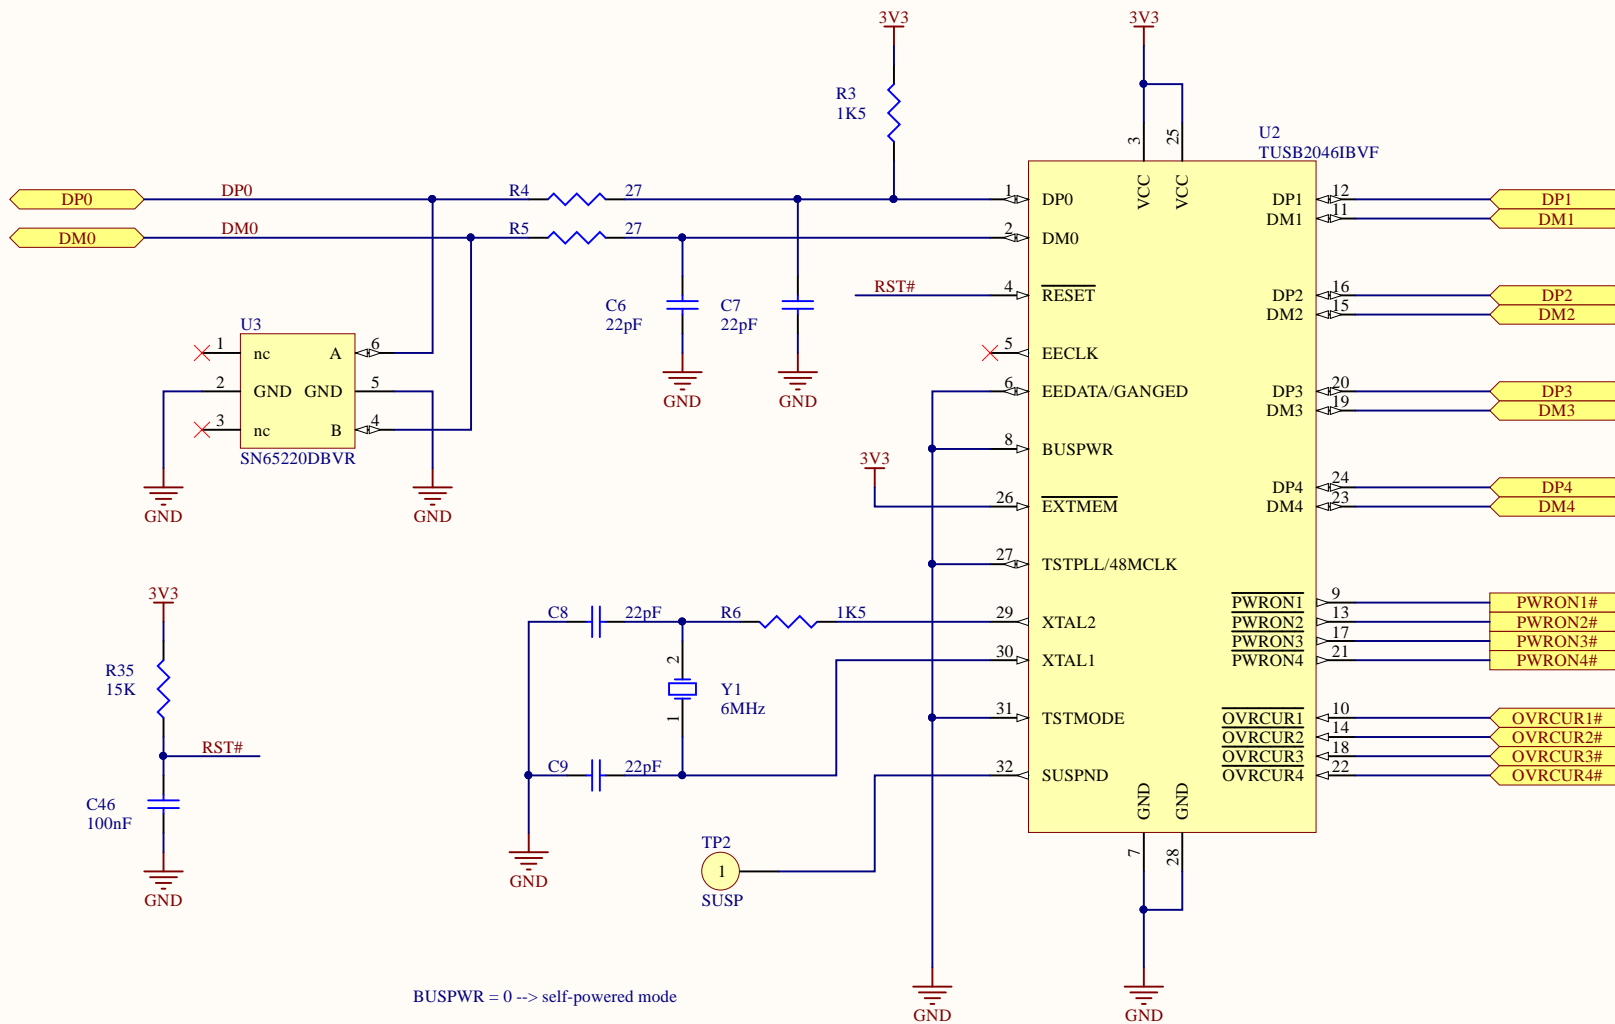 3V3
3V3
R3
1K5
3
25
U2
TUSB2046IBVF
VCC
VCC
DP0
DP0
R4
27
1
DP0
DP1
12
DP1
DM1
11
DM1
DM0
DM0
R5
27
2
DM0
RST#
4
RESET
DP2
16
DP2
DM2
15
DM2
C6
22pF
C7
22pF
GND
GND
U3
1
nc
A
6
2
GND
GND
5
3
nc
B
4
SN65220DBVR
GND
GND
5
EECLK
6
EEDATA/GANGED
DP3
20
DP3
DM3
19
DM3
8
BUSPWR
3V3
26
EXTMEM
DP4
24
DP4
DM4
23
DM4
27
TSTPLL/48MCLK
3V3
R35
15K
RST#
C46
100nF
GND
C8
22pF
R6
1K5
29
XTAL2
30
XTAL1
2
Y1
6MHz
1
C9
22pF
GND
PWRON1
9
PWRON1#
PWRON2
13
PWRON2#
PWRON3
17
PWRON3#
PWRON4
21
PWRON4#
31
TSTMODE
32
SUSPND
OVRCUR1
10
OVRCUR1#
OVRCUR2
14
OVRCUR2#
OVRCUR3
18
OVRCUR3#
OVRCUR4
22
OVRCUR4#
GND
GND
7
28
TP2
1
SUSP
GND
GND
BUSPWR = 0 --> self-powered mode